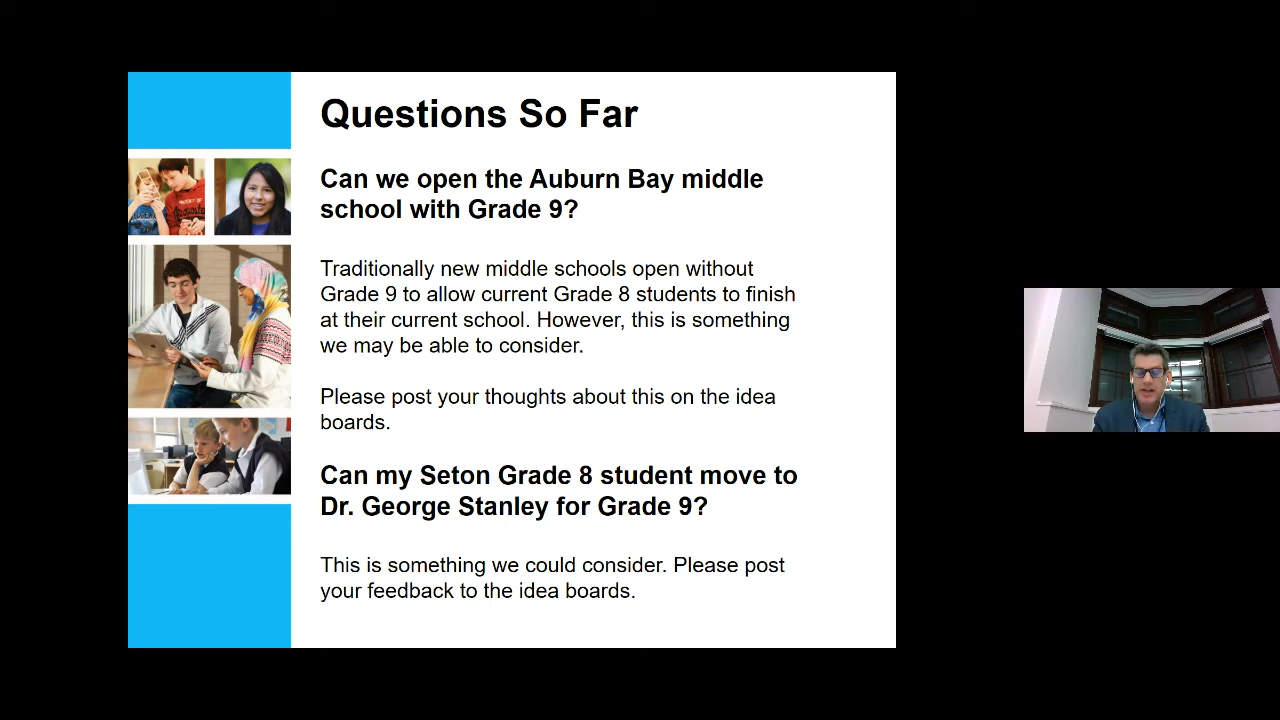 Questions So Far
Can we open the Auburn Bay middle
school with Grade 9?
Traditionally new middle schools open without
Grade 9 to allow current Grade 8 students to finish
at their current school. However, this is something
we may be able to consider.
Please post your thoughts about this on the idea
boards.
Can my Seton Grade 8 student move to
Dr. George Stanley for Grade 9?
This is something we could consider. Please post
your feedback to the idea boards.